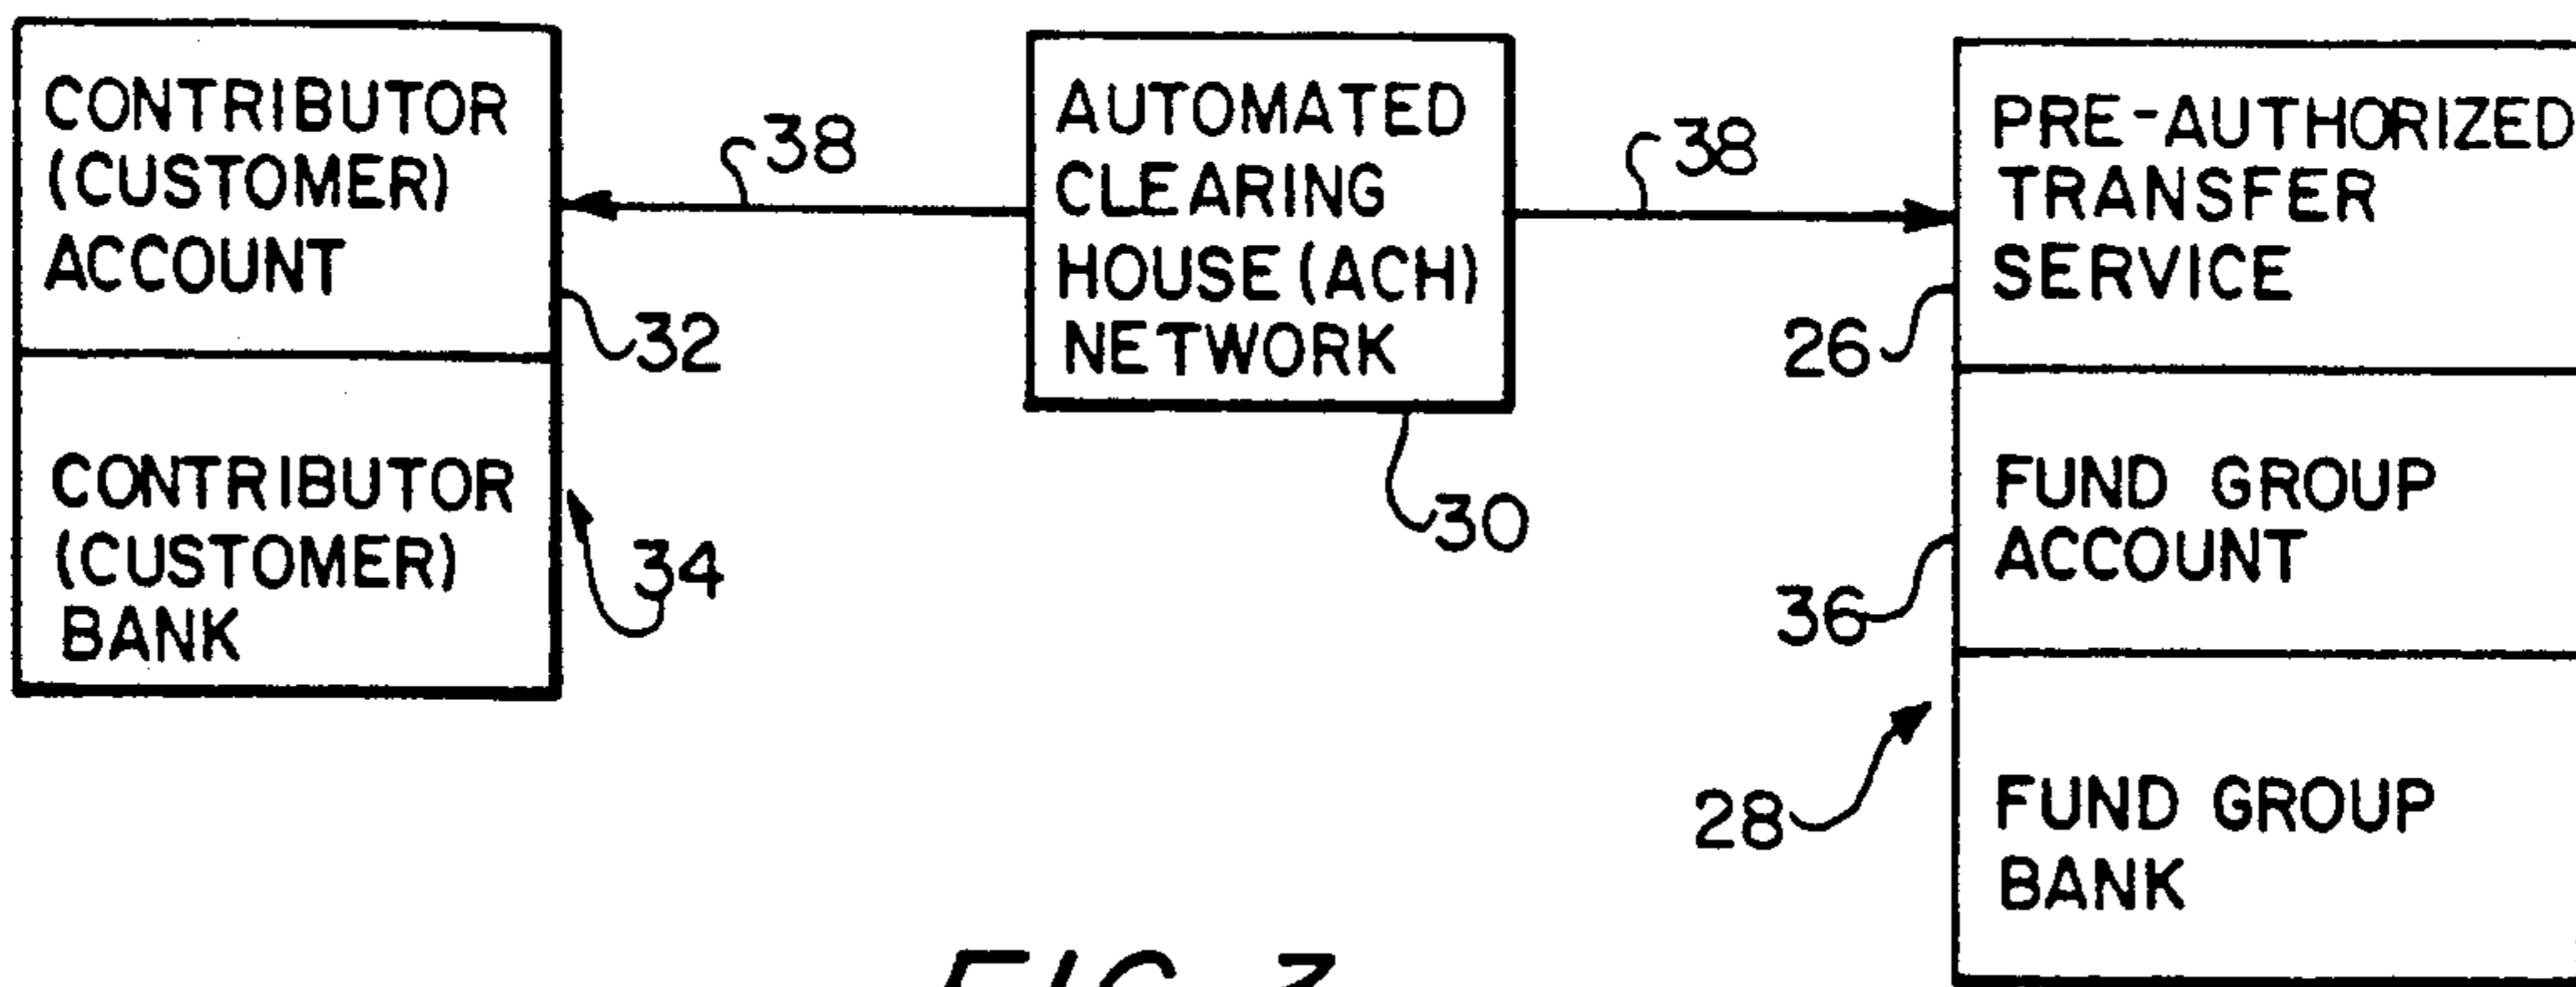 CONTRIBUTOR
(CUSTOMER)
ACCOUNT
32
CONTRIBUTOR
(CUSTOMER)
BANK
34
38
AUTOMATED
CLEARING
HOUSE (ACH)
NETWORK
30
38
PRE-AUTHORIZED
TRANSFER
SERVICE
26
FUND GROUP
ACCOUNT
36
FUND GROUP
BANK
28